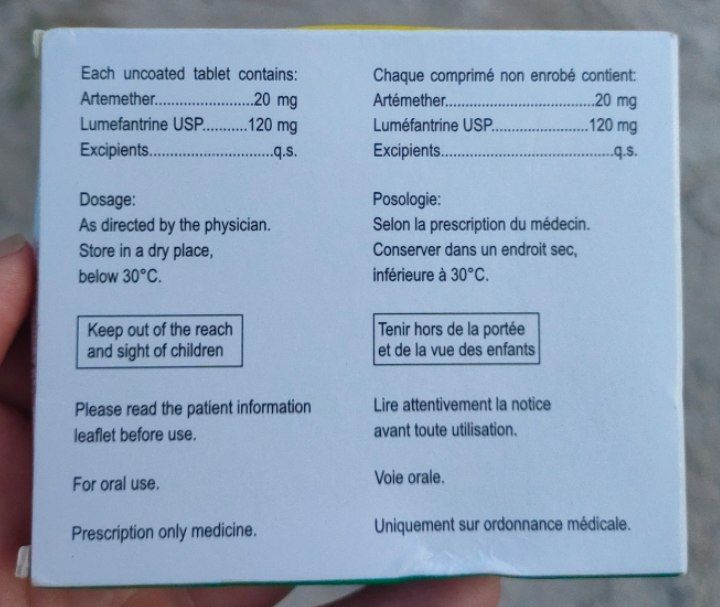 Each uncoated tablet contains:
Artemether........................20 mg
Lumefantrine USP...........120 mg
Excipients..............................q.s.
Dosage:
As directed by the physician.
Store in a dry place,
below 30°C.
Keep out of the reach
and sight of children
Please read the patient information
leaflet before use.
For oral use.
Prescription only medicine.
Chaque comprimé non enrobé contient:
Artémether....................................20 mg
Luméfantrine USP.......................120 mg
Excipients..........................................q.s.
Posologie:
Selon la prescription du médecin.
Conserver dans un endroit sec,
inférieure à 30°C.
Tenir hors de la portée
et de la vue des enfants
Lire attentivement la notice
avant toute utilisation.
Voie orale.
Uniquement sur ordonnance médicale.